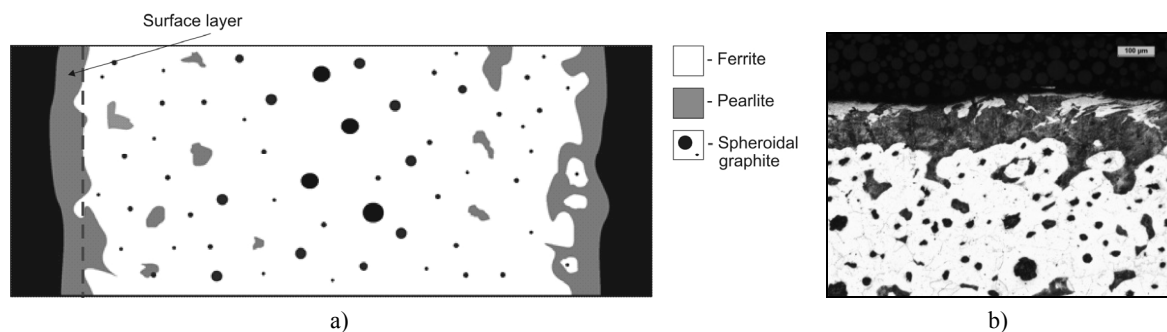 Surface layer
- Ferrite
- Pearlite
- Spheroidal
graphite
100 µm
a)
b)